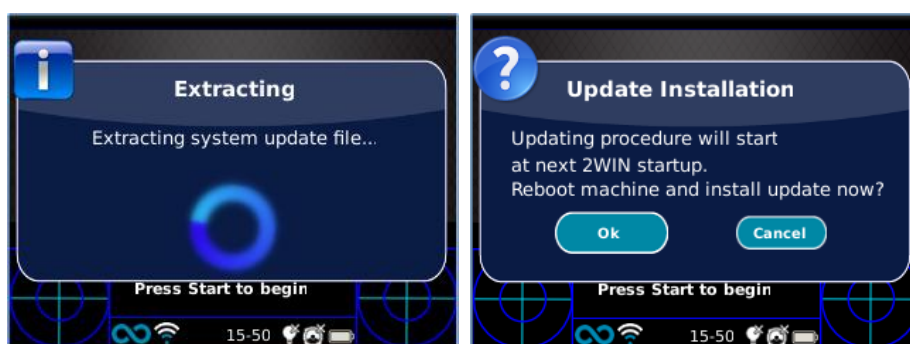 Extracting
Extracting system update file...
Press Start to begin
15-50
Update Installation
Updating procedure will start
at next 2WIN startup.
Reboot machine and install update now?
Ok
Cancel
Press Start to begin
15-50